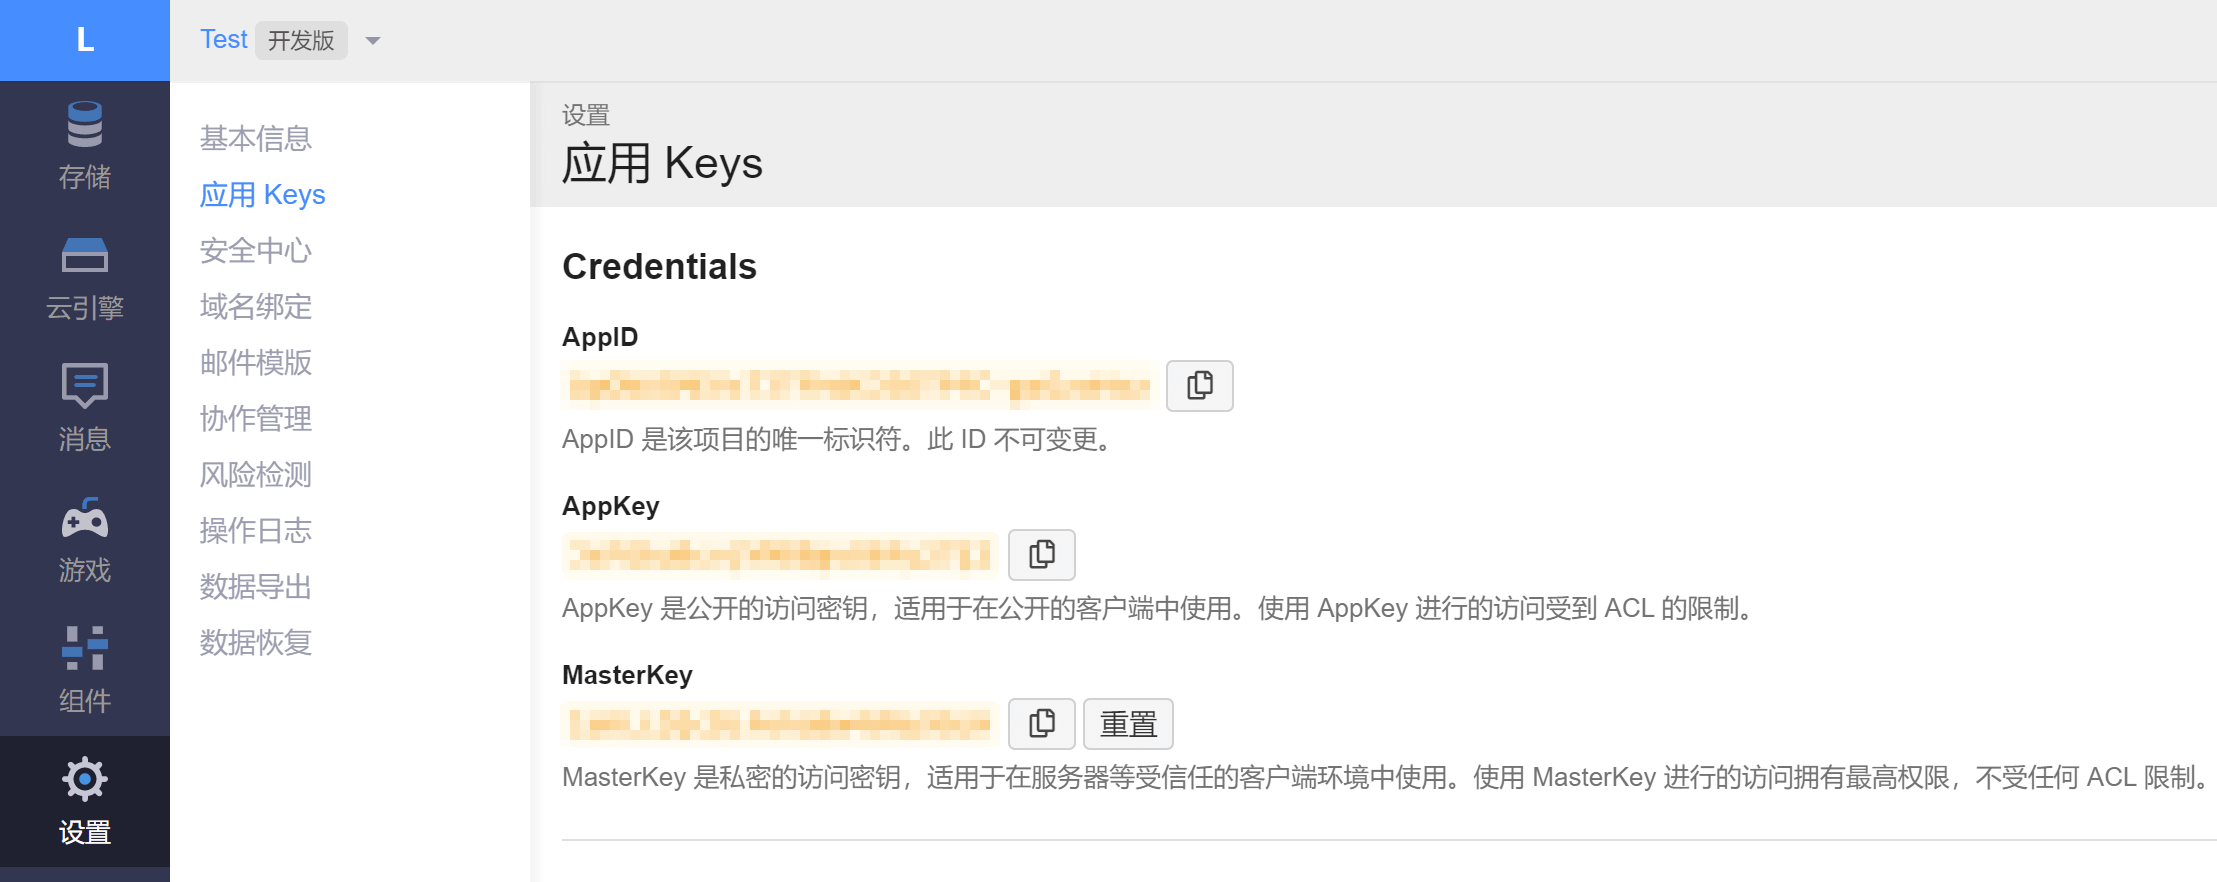 L
Test 开发版
存储
云引擎
消息
游戏
组件
设置
基本信息
应用 Keys
安全中心
域名绑定
邮件模版
协作管理
风险检测
操作日志
数据导出
数据恢复
设置
应用 Keys
Credentials
AppID
AppID 是该项目的唯一标识符。此 ID 不可变更。
AppKey
AppKey 是公开的访问密钥，适用于在公开的客户端中使用。使用 AppKey 进行的访问受到 ACL 的限制。
MasterKey
重置
MasterKey 是私密的访问密钥，适用于在服务器等受信任的客户端环境中使用。使用 MasterKey 进行的访问拥有最高权限，不受任何 ACL 限制。